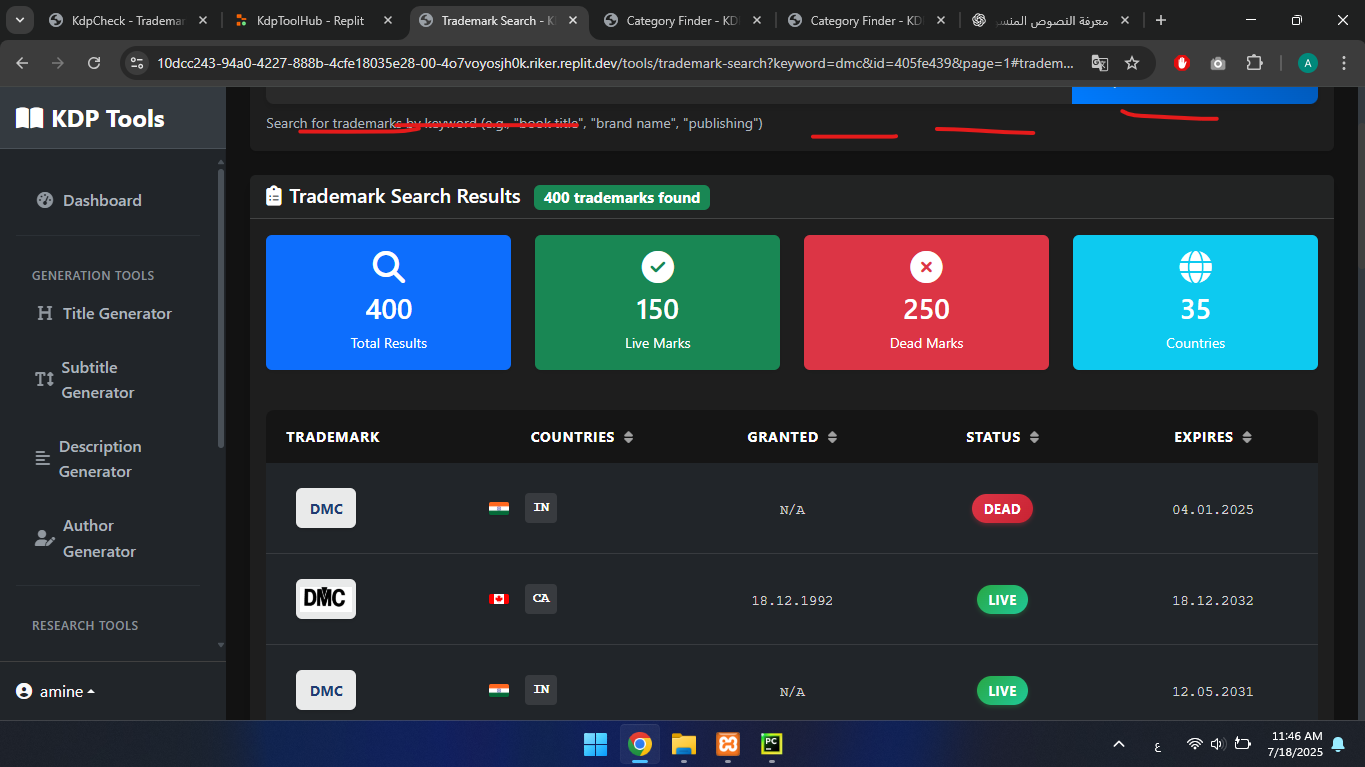 KdpCheck - Trademar
KdpToolHub - Replit
Trademark Search - K
Category Finder - KD
Category Finder - KD
معرفة النصوص المنس
10dcc243-94a0-4227-888b-4cfe18035e28-00-4o7voyosjh0k.riker.replit.dev/tools/trademark-search?keyword=dmc&id=405fe439&page=1#tradem...
A
KDP Tools
Dashboard
GENERATION TOOLS
Title Generator
Subtitle
Generator
Description
Generator
Author
Generator
RESEARCH TOOLS
amine
Search for trademarks by keyword (e.g., "book title", "brand name", "publishing")
Trademark Search Results 400 trademarks found
400
Total Results
150
Live Marks
250
Dead Marks
35
Countries
TRADEMARK COUNTRIES GRANTED STATUS EXPIRES
DMC IN N/A DEAD 04.01.2025
DMC CA 18.12.1992 LIVE 18.12.2032
DMC IN N/A LIVE 12.05.2031
PC
ع
11:46 AM
7/18/2025